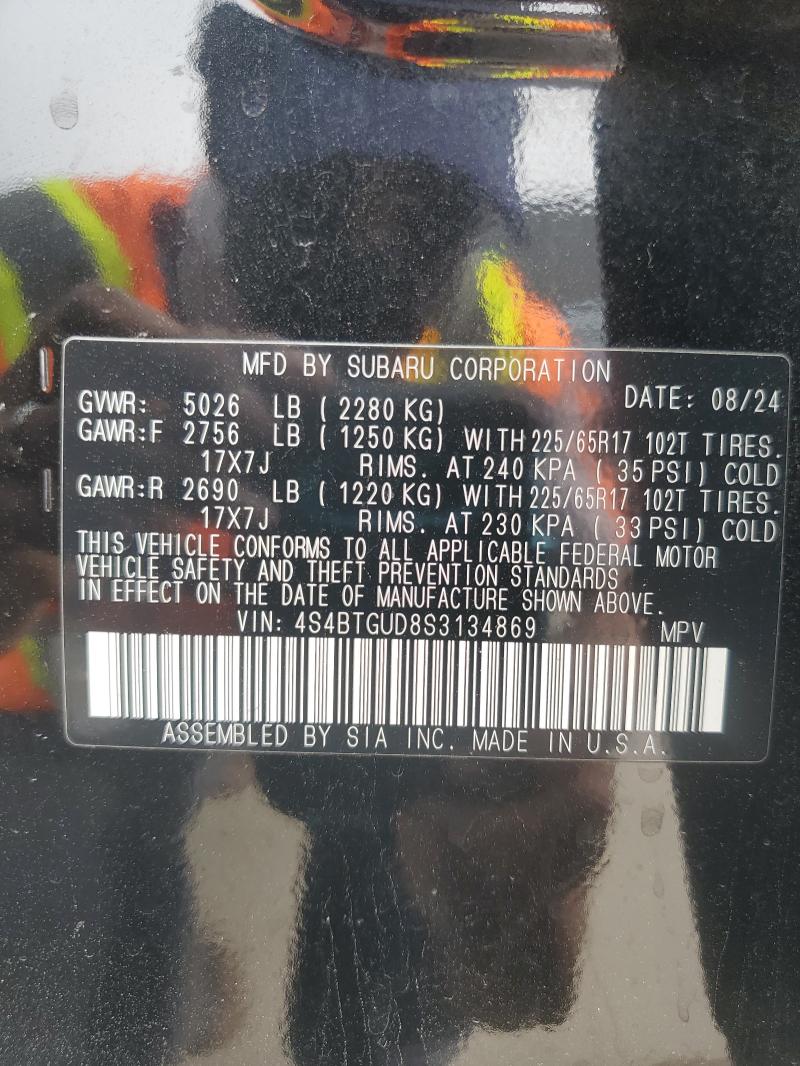 MFD BY SUBARU CORPORATION
GVWR: 5026 LB ( 2280 KG) DATE: 08/24
GAWR:F 2756 LB ( 1250 KG) WITH 225/65R17 102T TIRES.
17X7J RIMS. AT 240 KPA ( 35 PSI) COLD
GAWR:R 2690 LB ( 1220 KG) WITH 225/65R17 102T TIRES.
17X7J RIMS. AT 230 KPA ( 33 PSI) COLD
THIS VEHICLE CONFORMS TO ALL APPLICABLE FEDERAL MOTOR
VEHICLE SAFETY AND THEFT PREVENTION STANDARDS
IN EFFECT ON THE DATE OF MANUFACTURE SHOWN ABOVE.
VIN: 4S4BTGUD8S3134869 MPV
ASSEMBLED BY SIA INC. MADE IN U.S.A.